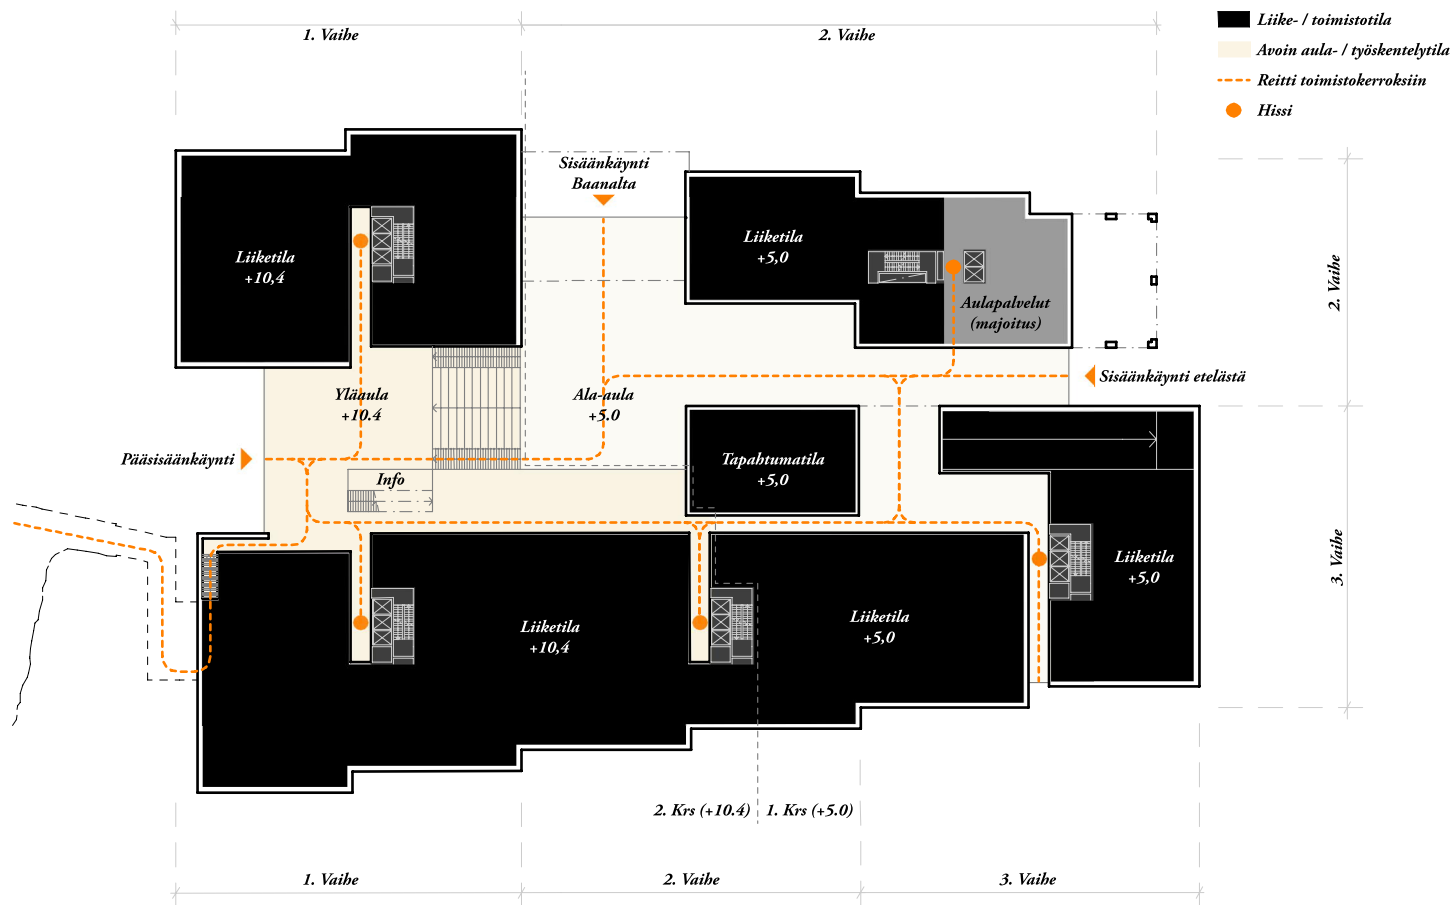 1. Vaihe
2. Vaihe
Liike- / toimistotila
Avoin aula- / työskentelytila
Reitti toimistokerroksiin
Hissi
Sisäänkäynti
Baanalta
Liiketila
+10,4
Liiketila
+5,0
Aulapalvelut
(majoitus)
2. Vaihe
Yläaula
+10.4
Ala-aula
+5.0
Sisäänkäynti etelästä
Pääsisäänkäynti
Info
Tapahtumatila
+5,0
Liiketila
+10,4
Liiketila
+5,0
Liiketila
+5,0
3. Vaihe
2. Krs (+10.4)
1. Krs (+5.0)
1. Vaihe
2. Vaihe
3. Vaihe